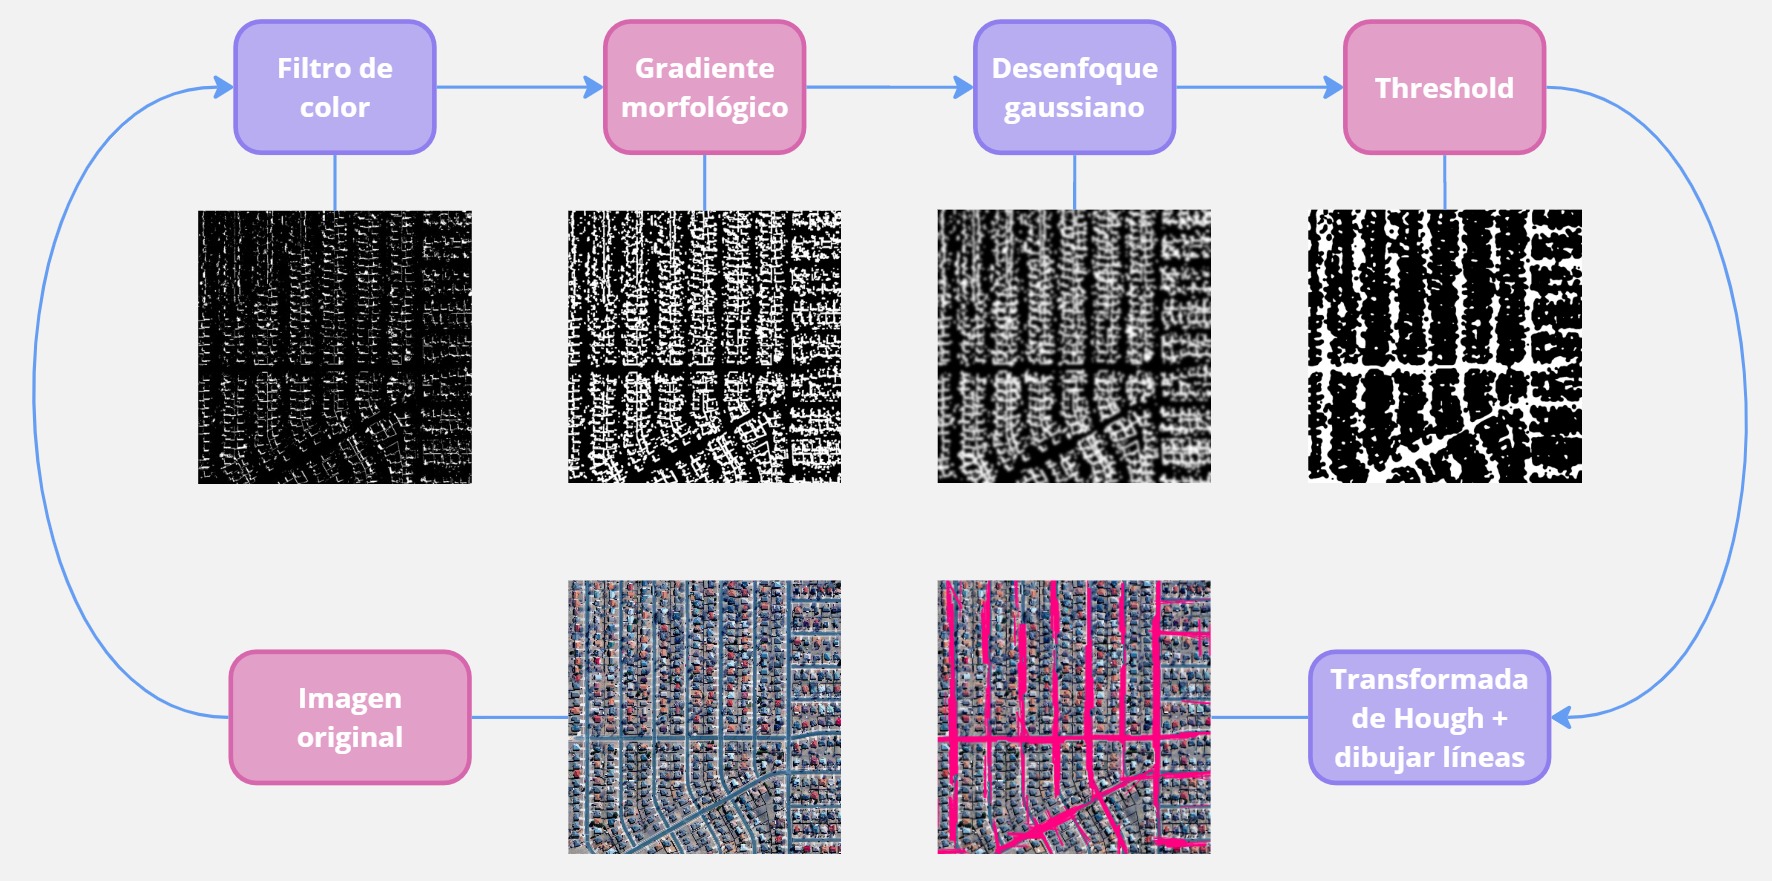 Filtro de
color
Gradiente
morfológico
Desenfoque
gaussiano
Threshold
Imagen
original
Transformada
de Hough +
dibujar líneas